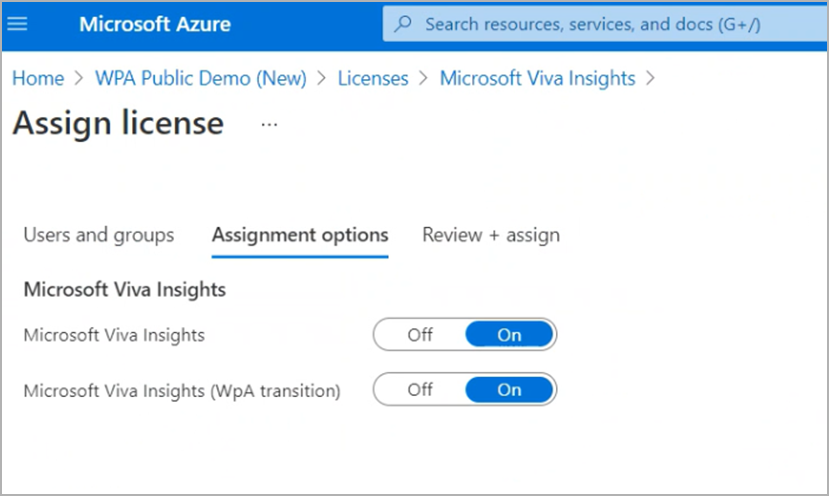 Microsoft Azure
Search resources, services, and docs (G+/)
Home > WPA Public Demo (New) > Licenses > Microsoft Viva Insights >
Assign license ...
Users and groups Assignment options Review + assign
Microsoft Viva Insights
Microsoft Viva Insights Off On
Microsoft Viva Insights (WpA transition) Off On